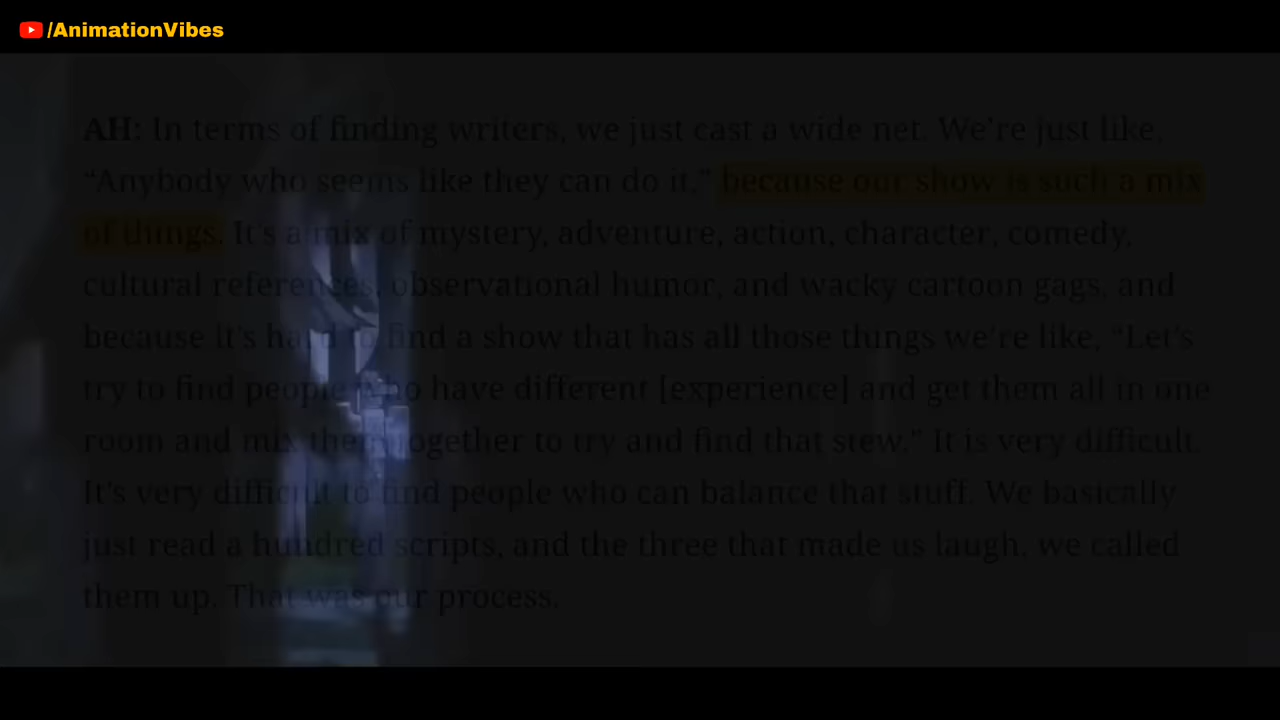 /AnimationVibes
AH: In terms of finding writers, we just cast a wide net. We're just like,
“Anybody who seems like they can do it,” because our show is such a mix
of things. It's a mix of mystery, adventure, action, character, comedy,
cultural references, observational humor, and wacky cartoon gags, and
because it's hard to find a show that has all those things we're like, “Let's
try to find people who have different [experience] and get them all in one
room and mix them together to try and find that stew.” It is very difficult.
It's very difficult to find people who can balance that stuff. We basically
just read a hundred scripts, and the three that made us laugh, we called
them up. That was our process.